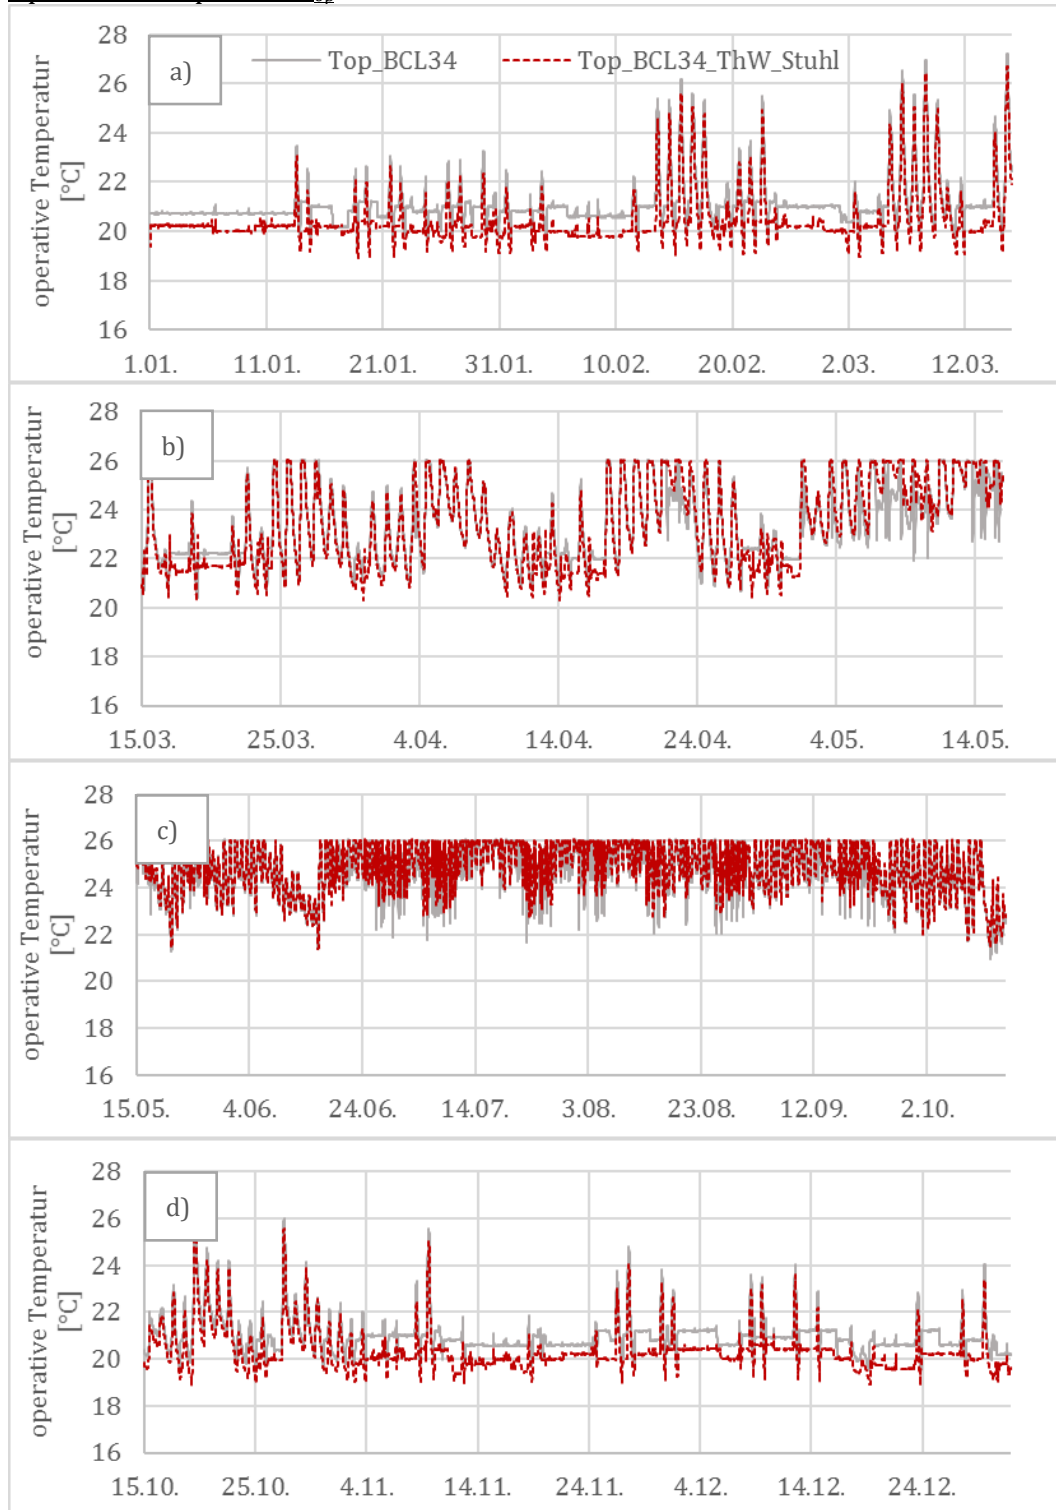 28
26
24
22
20
18
16
operative Temperatur
[°C]
a)
Top_BCL34
Top_BCL34_ThW_Stuhl
1.01. 11.01. 21.01. 31.01. 10.02. 20.02. 2.03. 12.03.
28
26
24
22
20
18
16
operative Temperatur
[°C]
b)
15.03. 25.03. 4.04. 14.04. 24.04. 4.05. 14.05.
28
26
24
22
20
18
16
operative Temperatur
[°C]
c)
15.05. 4.06. 24.06. 14.07. 3.08. 23.08. 12.09. 2.10.
28
26
24
22
20
18
16
operative Temperatur
[°C]
d)
15.10. 25.10. 4.11. 14.11. 24.11. 4.12. 14.12. 24.12.